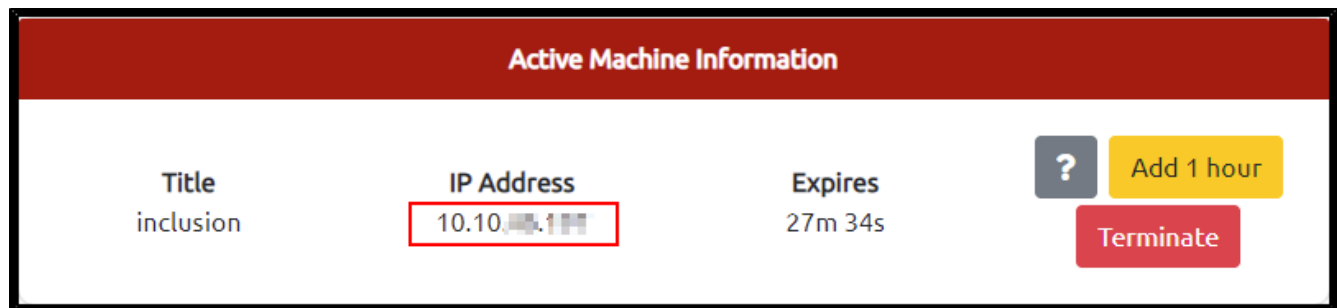 Active Machine Information
Title
inclusion
IP Address
10.10.
Expires
27m 34s
?
Add 1 hour
Terminate